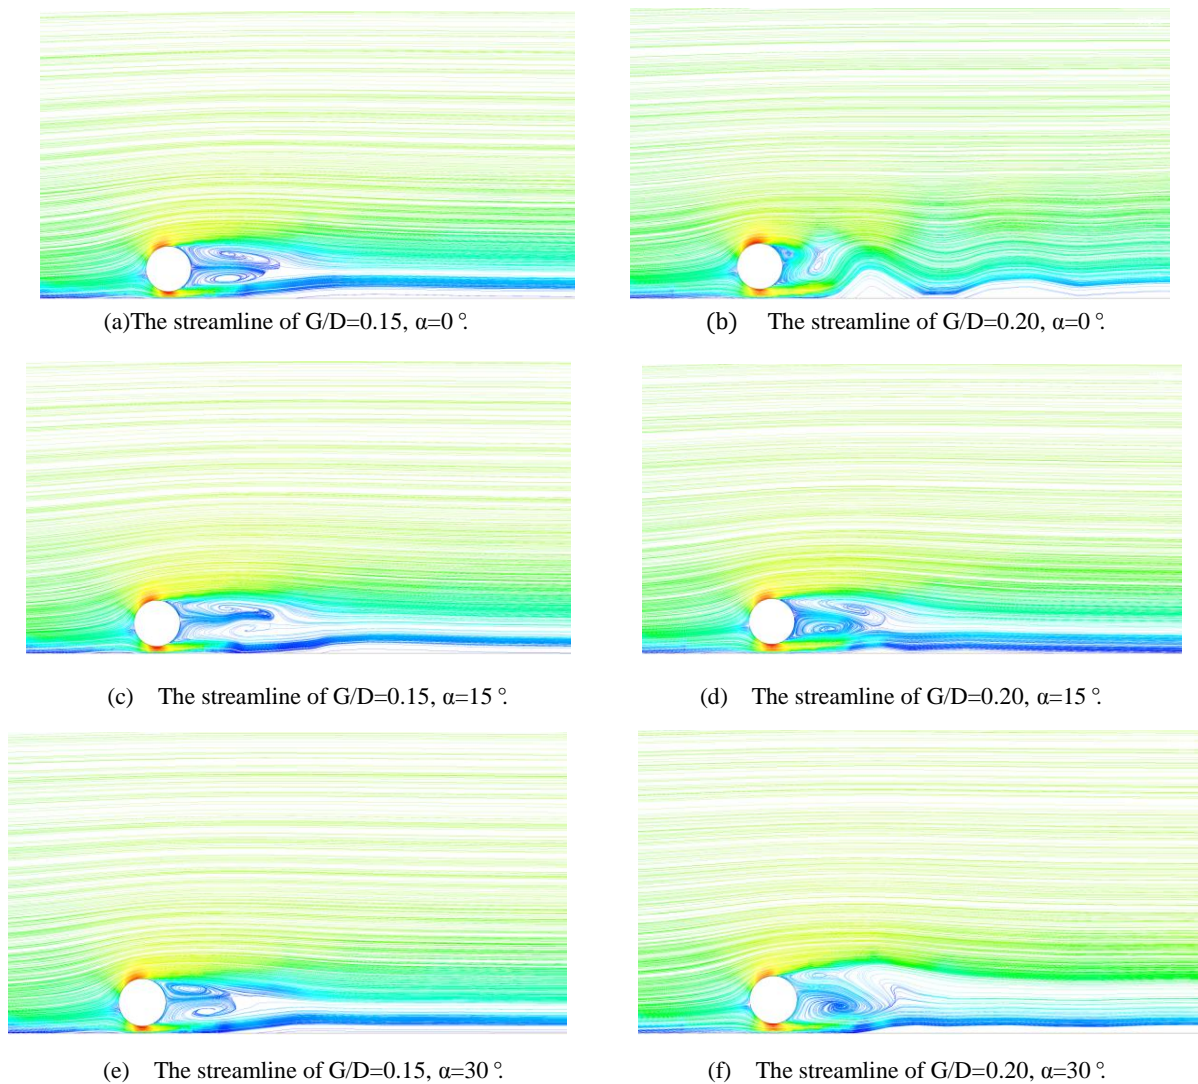 (a)The streamline of G/D=0.15, α=0 °.
(b) The streamline of G/D=0.20, α=0 °.
(c) The streamline of G/D=0.15, α=15 °.
(d) The streamline of G/D=0.20, α=15 °.
(e) The streamline of G/D=0.15, α=30 °.
(f) The streamline of G/D=0.20, α=30 °.